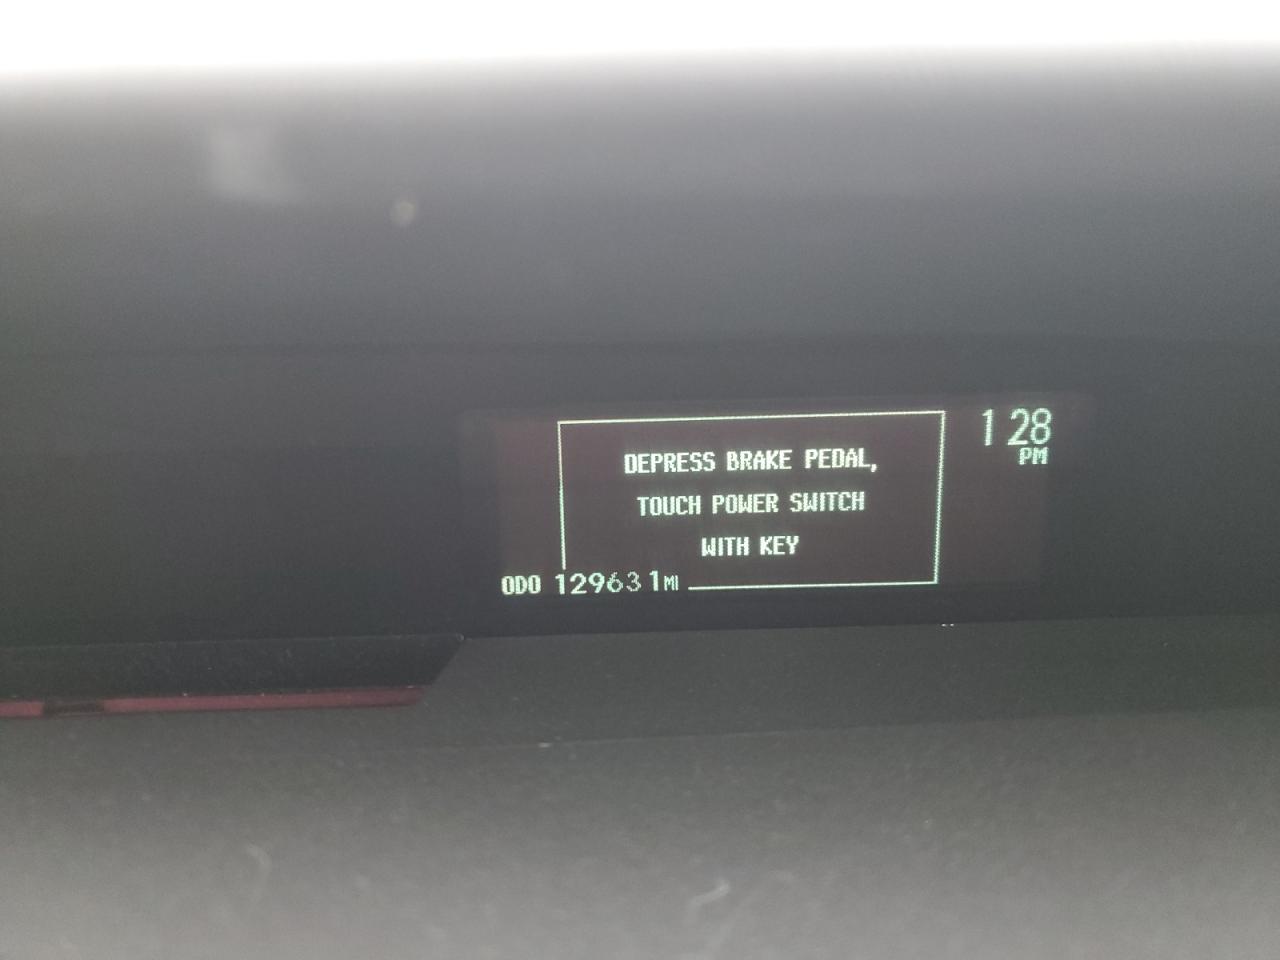 1 28
PM
DEPRESS BRAKE PEDAL,
TOUCH POWER SWITCH
WITH KEY
ODO 129631MI